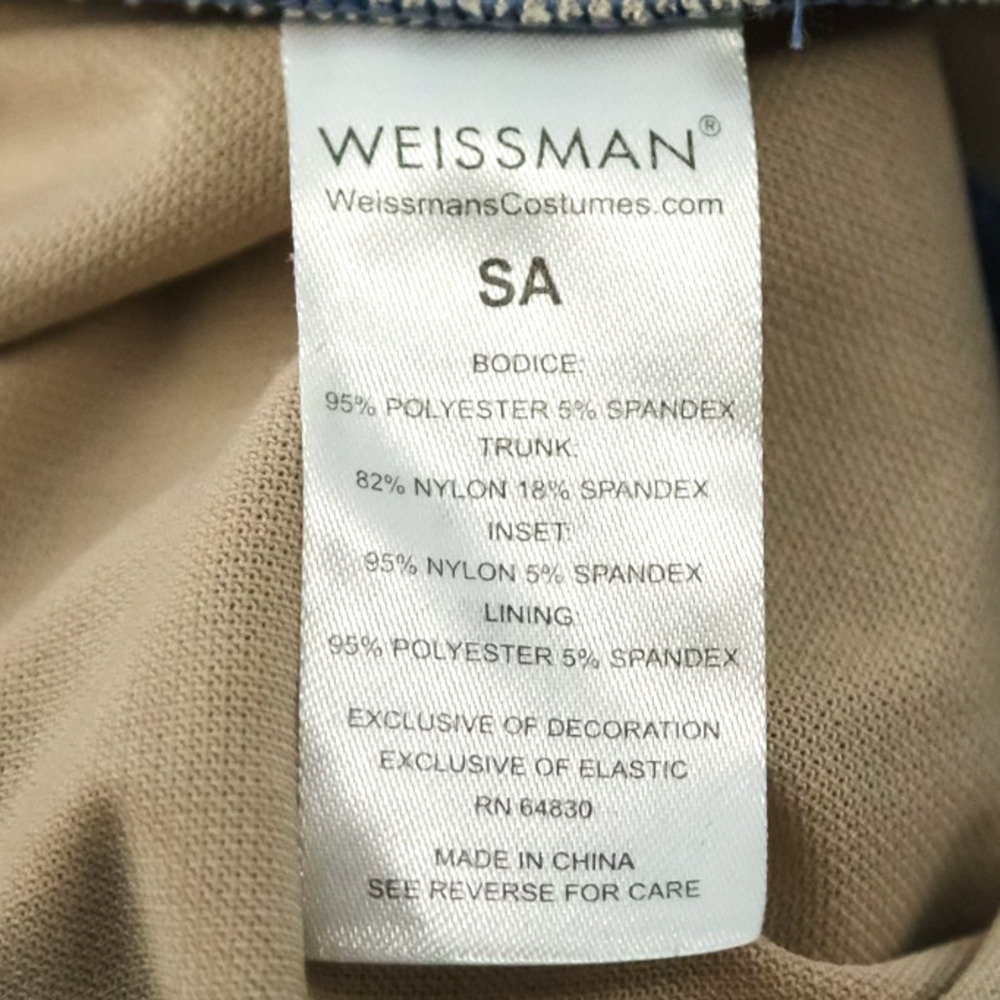 WEISSMAN®
WeissmansCostumes.com
SA
BODICE:
95% POLYESTER 5% SPANDEX
TRUNK:
82% NYLON 18% SPANDEX
INSET:
95% NYLON 5% SPANDEX
LINING:
95% POLYESTER 5% SPANDEX
EXCLUSIVE OF DECORATION
EXCLUSIVE OF ELASTIC
RN 64830
MADE IN CHINA
SEE REVERSE FOR CARE